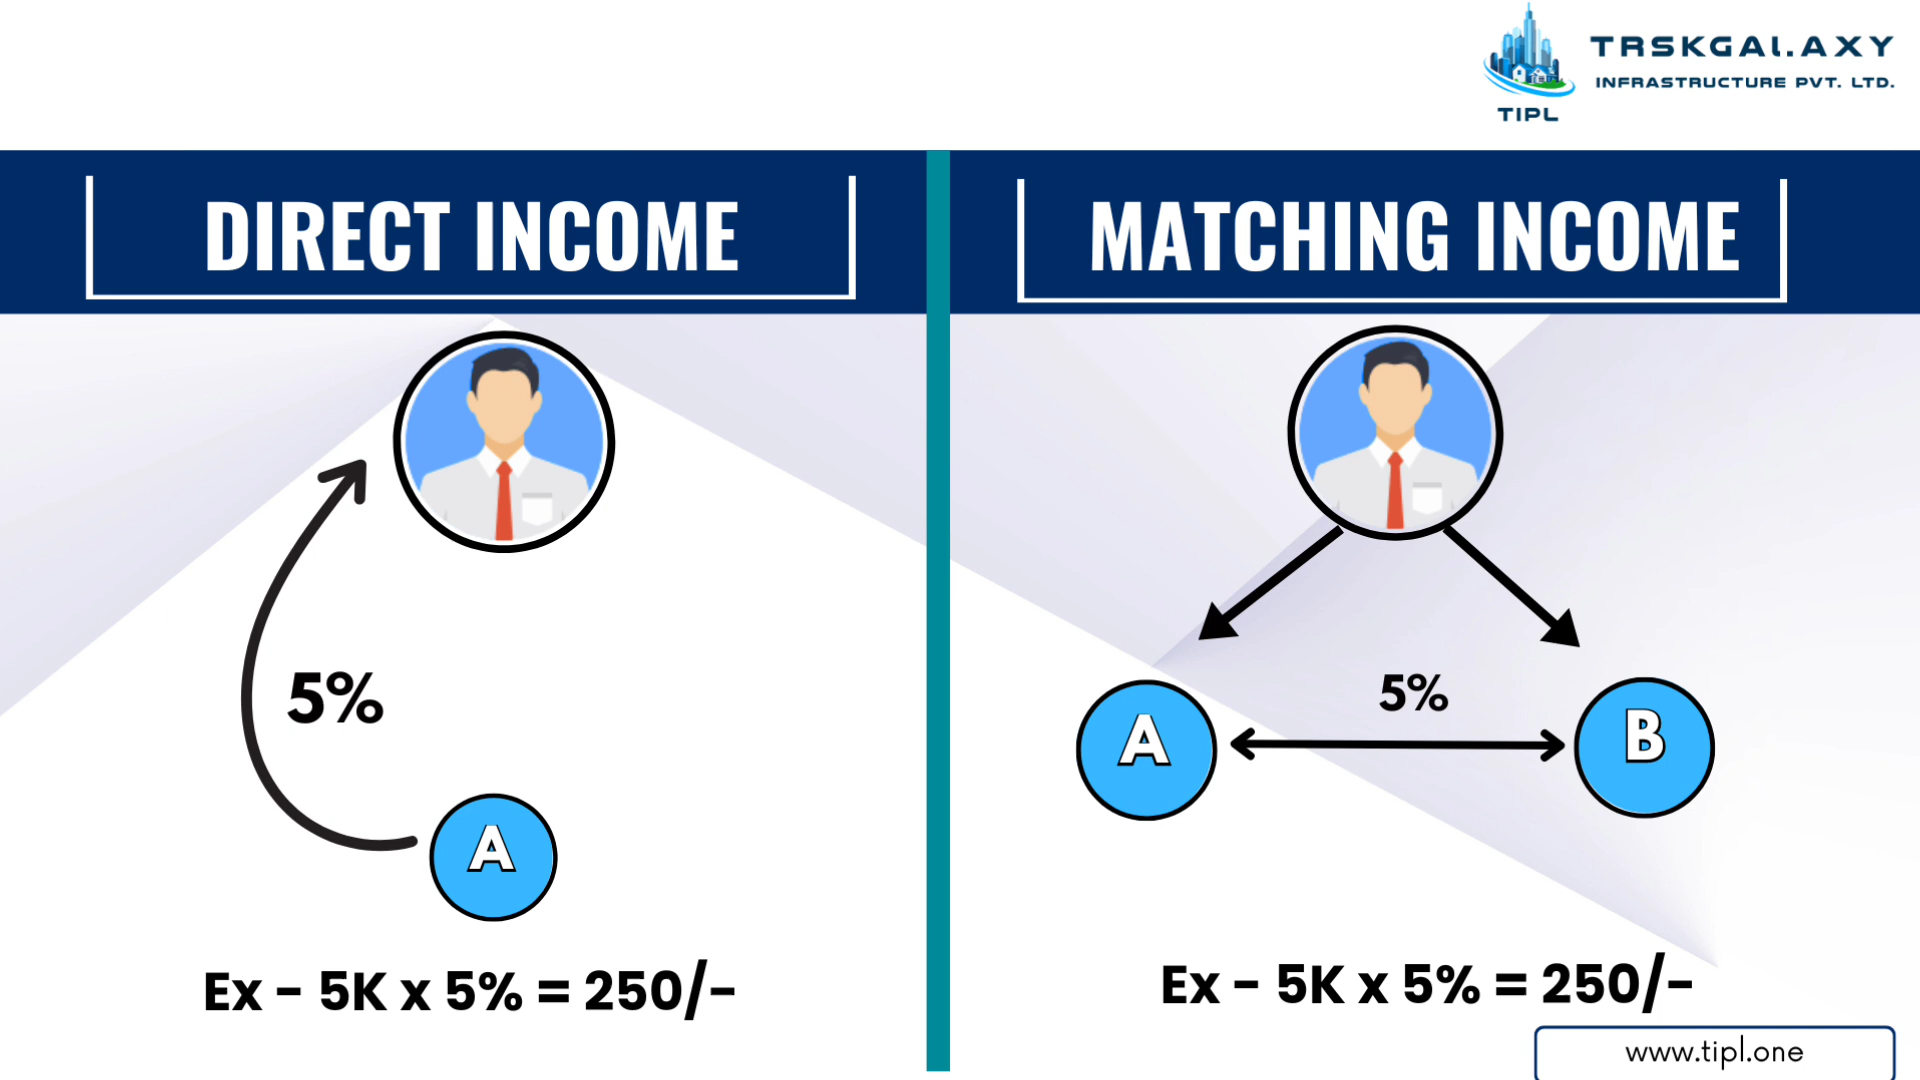 TRSKGALAXY
INFRASTRUCTURE PVT. LTD.
TIPL
DIRECT INCOME
5%
A
Ex - 5K x 5% = 250/-
MATCHING INCOME
5%
A
B
Ex - 5K x 5% = 250/-
www.tipl.one